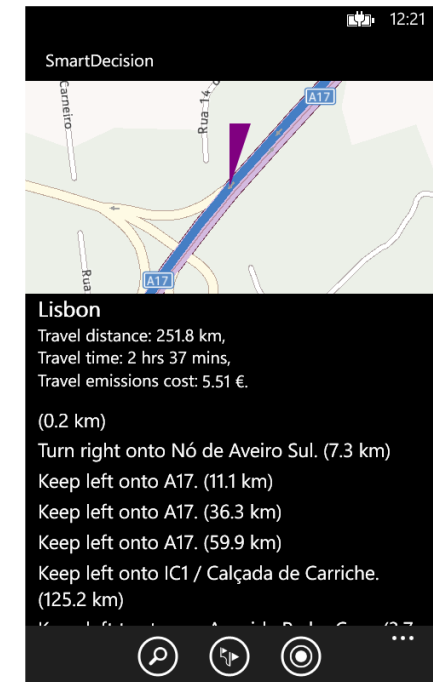 12:21
SmartDecision
Carneiro
Rua 14
A17
Rua
A17
Lisbon
Travel distance: 251.8 km,
Travel time: 2 hrs 37 mins,
Travel emissions cost: 5.51 €.
(0.2 km)
Turn right onto Nó de Aveiro Sul. (7.3 km)
Keep left onto A17. (11.1 km)
Keep left onto A17. (36.3 km)
Keep left onto A17. (59.9 km)
Keep left onto IC1 / Calçada de Carriche.
(125.2 km)